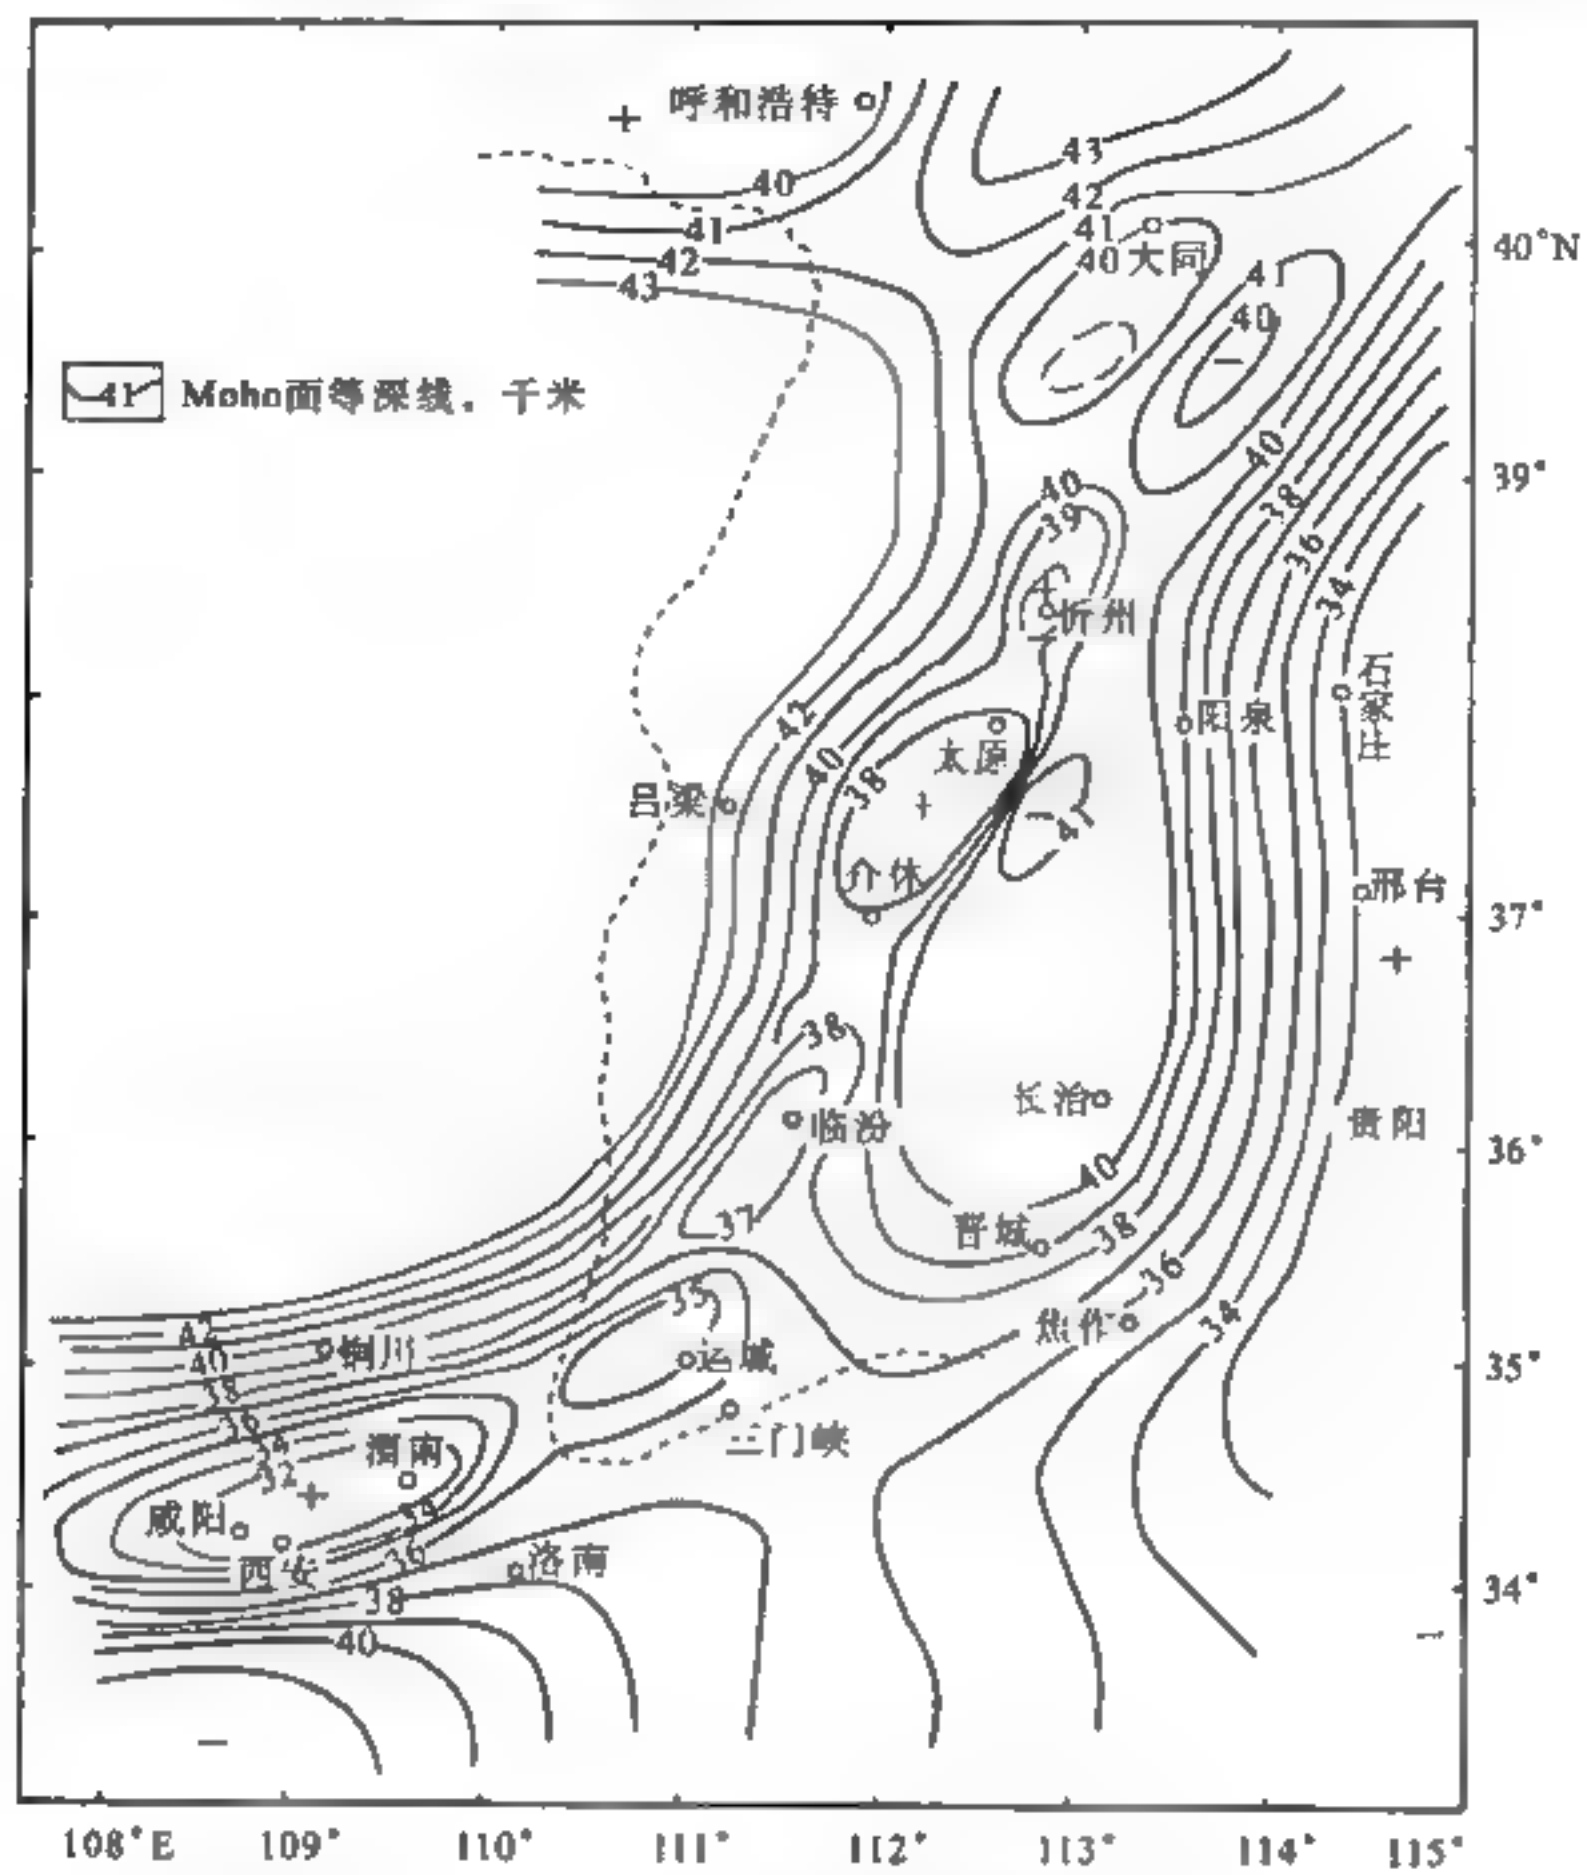 呼和浩特
43
40
42
41
41
42
40 大同
40°N
43
41
40
41 Moho面等深线，千米
40
39°
40
38
39
36
34
忻州
石家庄
42
阳泉
40
太原
38
吕梁
41
介休
邢台
37°
38
长治
临汾
贵阳
36°
40
37
晋城
38
36
35
焦作
34
42
铜川
40
运城
35°
38
36
三门峡
34
渭南
32
咸阳
34
西安
36
洛南
38
34°
40
108°E 109° 110° 111° 112° 113° 114° 115°